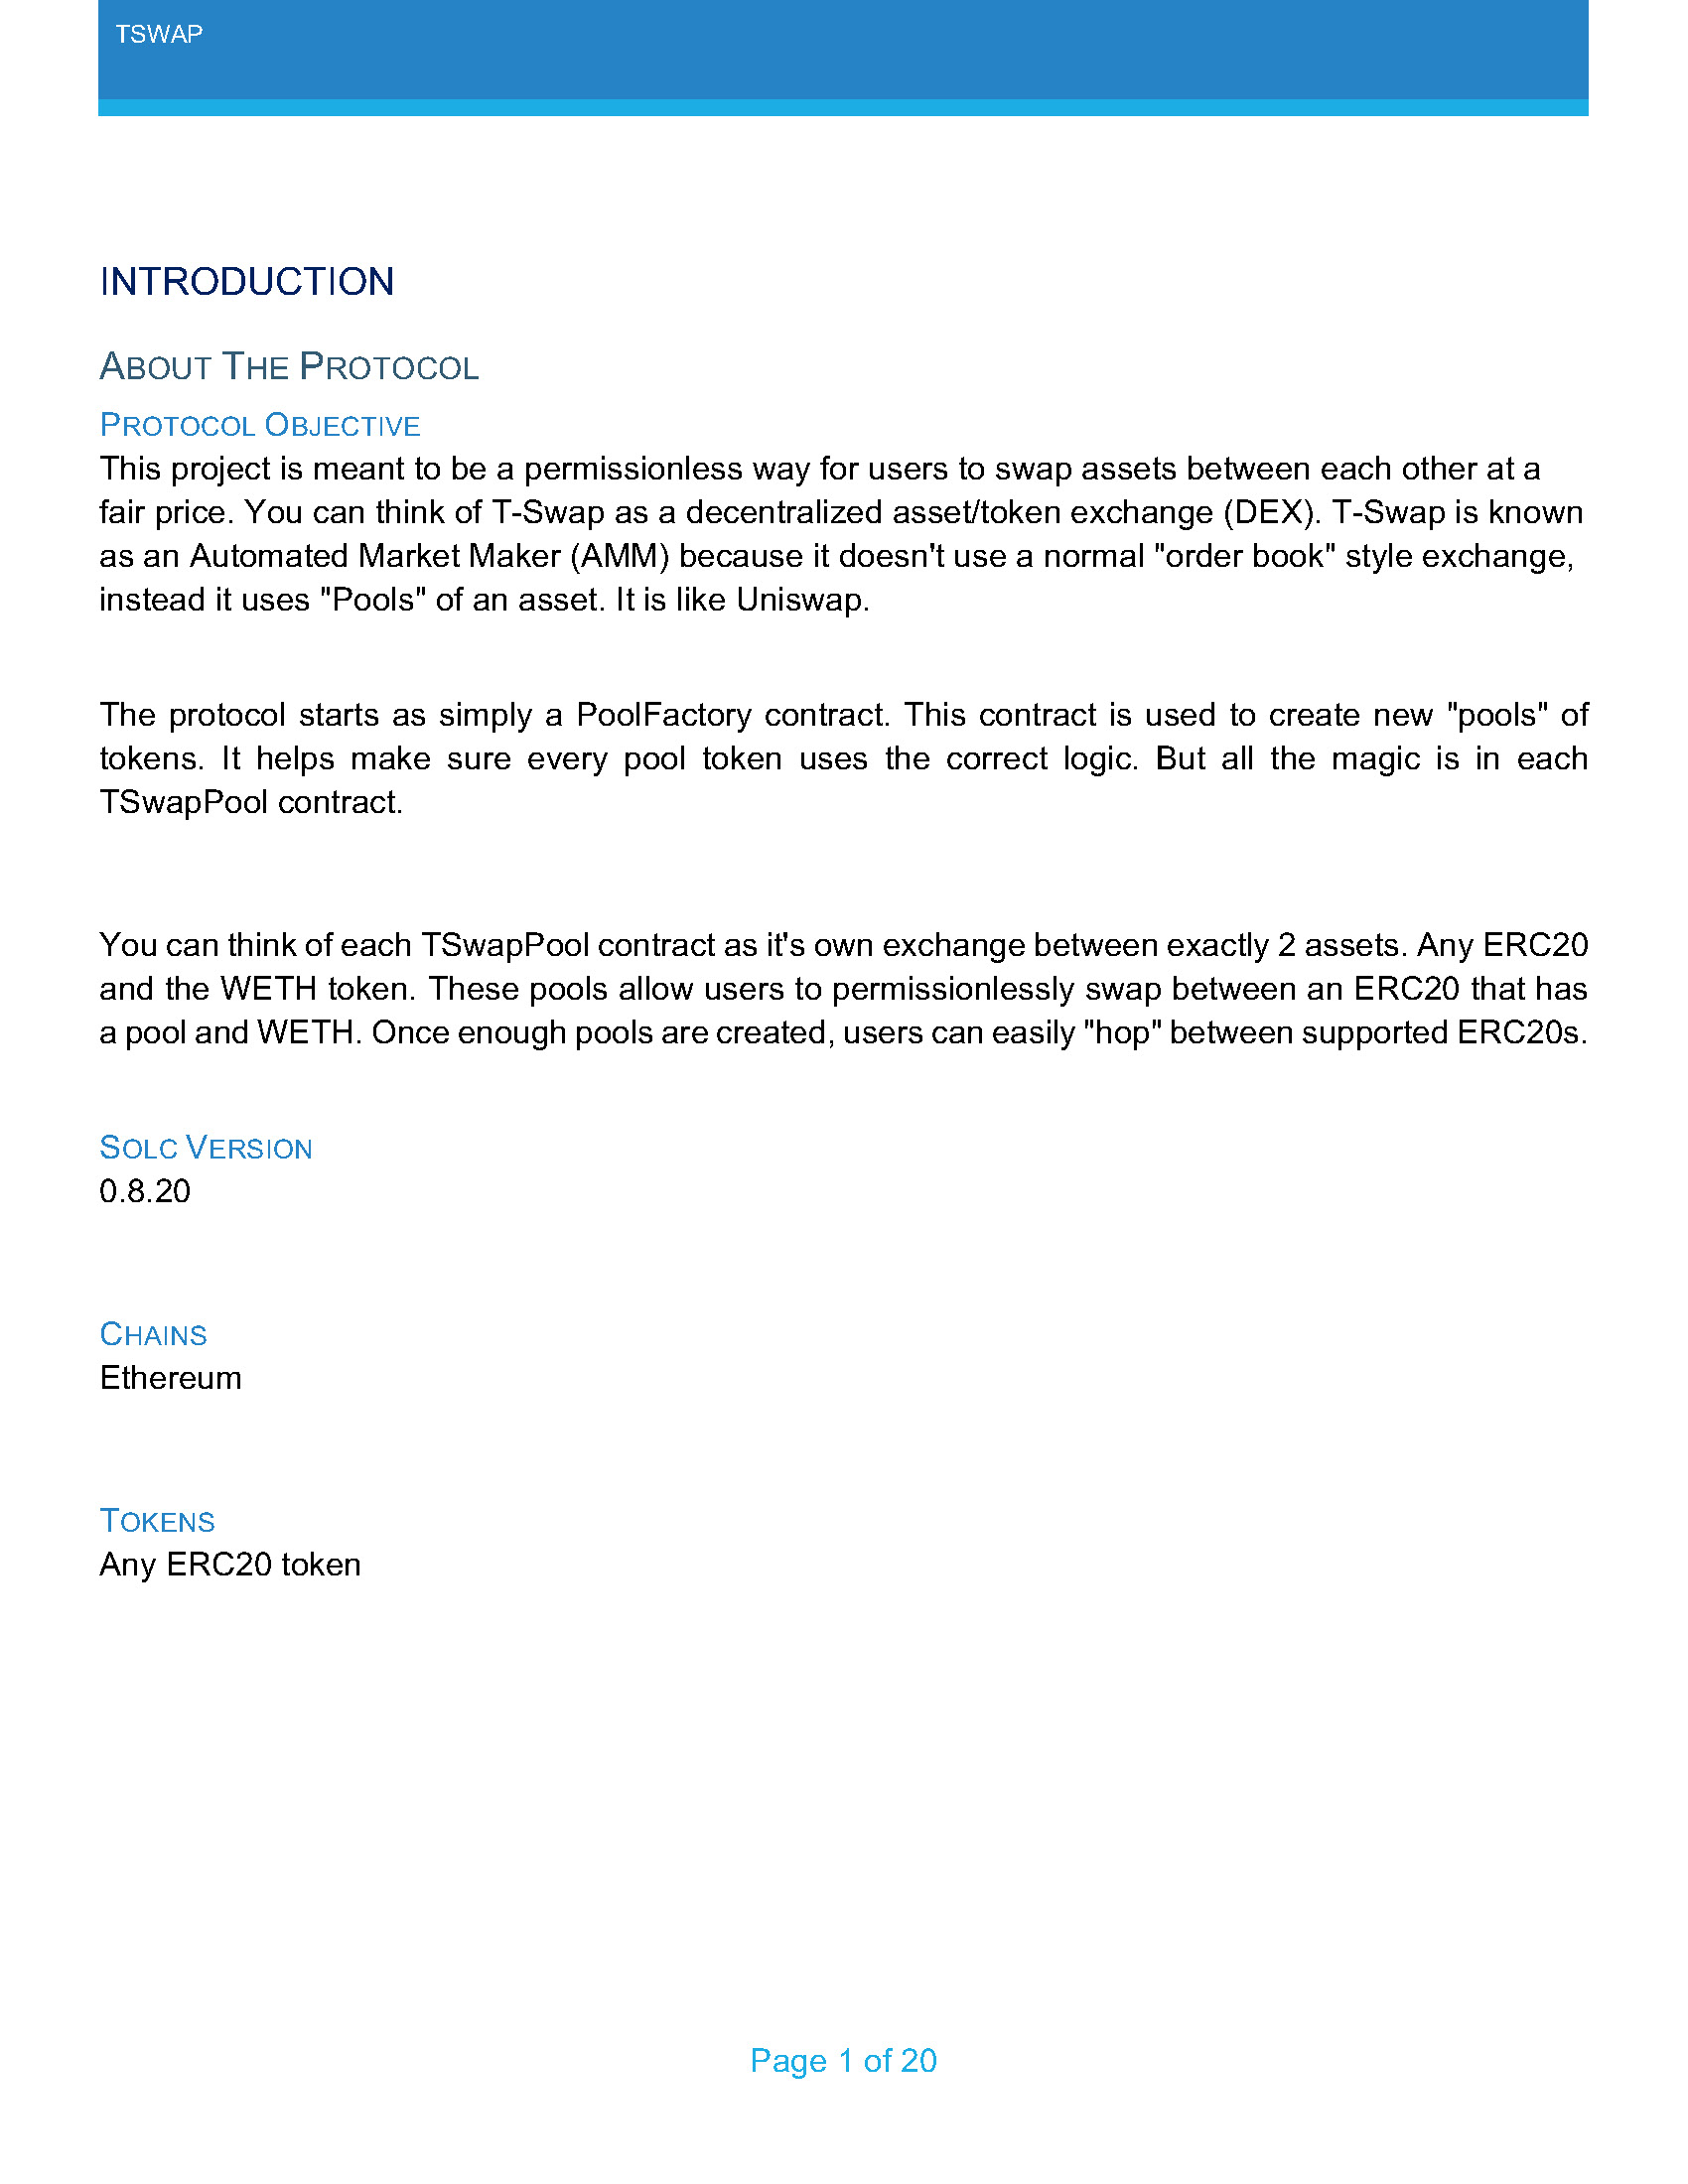 TSWAP
INTRODUCTION
ABOUT THE PROTOCOL
PROTOCOL OBJECTIVE
This project is meant to be a permissionless way for users to swap assets between each other at a
fair price. You can think of T-Swap as a decentralized asset/token exchange (DEX). T-Swap is known
as an Automated Market Maker (AMM) because it doesn't use a normal "order book" style exchange,
instead it uses "Pools" of an asset. It is like Uniswap.
The protocol starts as simply a PoolFactory contract. This contract is used to create new "pools" of
tokens. It helps make sure every pool token uses the correct logic. But all the magic is in each
TSwapPool contract.
You can think of each TSwapPool contract as it's own exchange between exactly 2 assets. Any ERC20
and the WETH token. These pools allow users to permissionlessly swap between an ERC20 that has
a pool and WETH. Once enough pools are created, users can easily "hop" between supported ERC20s.
SOLC VERSION
0.8.20
CHAINS
Ethereum
TOKENS
Any ERC20 token
Page 1 of 20